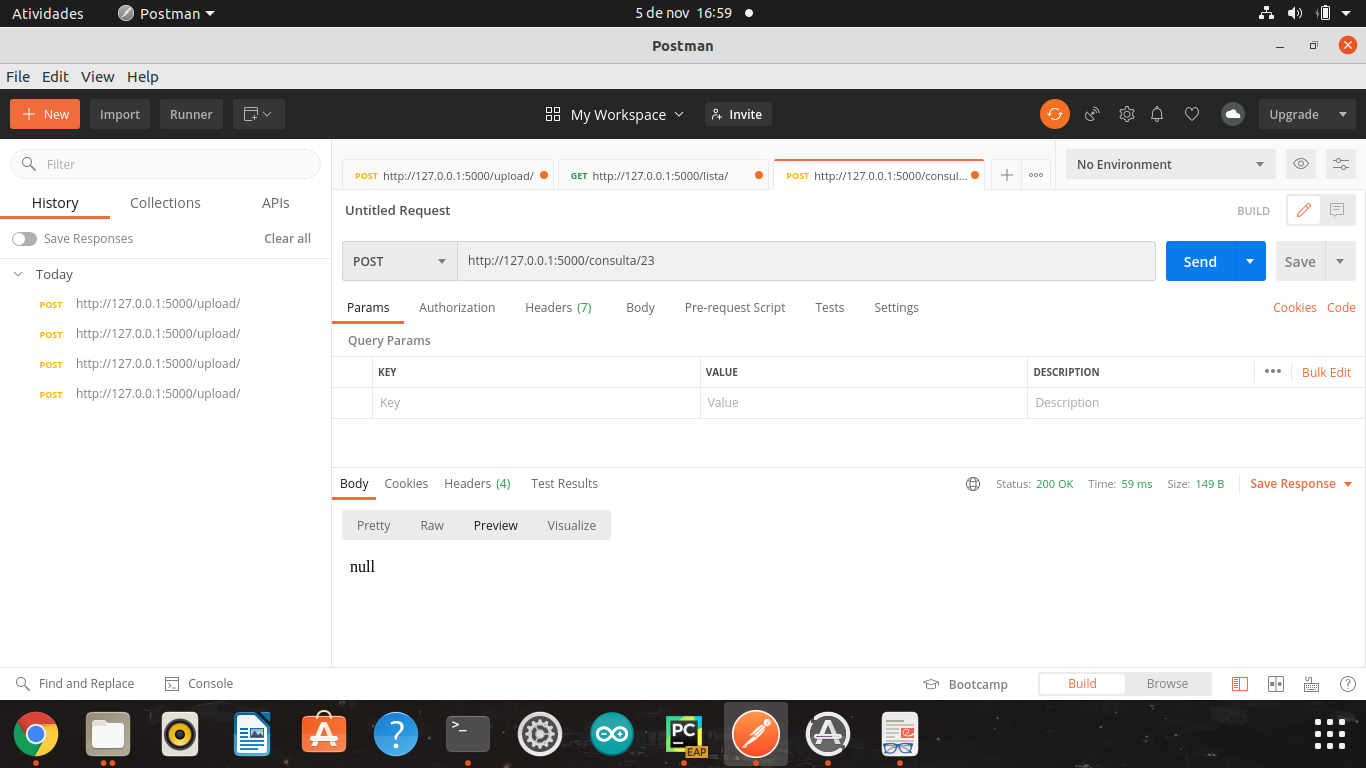 Atividades Postman 5 de nov 16:59
Postman
File Edit View Help
New Import Runner My Workspace Invite Upgrade
Filter
POST http://127.0.0.1:5000/upload/ GET http://127.0.0.1:5000/lista/ POST http://127.0.0.1:5000/consul... No Environment
History Collections APIs
Untitled Request BUILD
Save Responses Clear all
POST http://127.0.0.1:5000/consulta/23 Send Save
Today
POST http://127.0.0.1:5000/upload/
POST http://127.0.0.1:5000/upload/
POST http://127.0.0.1:5000/upload/
POST http://127.0.0.1:5000/upload/
Params Authorization Headers (7) Body Pre-request Script Tests Settings Cookies Code
Query Params
KEY VALUE DESCRIPTION ••• Bulk Edit
Key Value Description
Body Cookies Headers (4) Test Results Status: 200 OK Time: 59 ms Size: 149 B Save Response
Pretty Raw Preview Visualize
null
Find and Replace Console Bootcamp Build Browse
>_ PC EAP